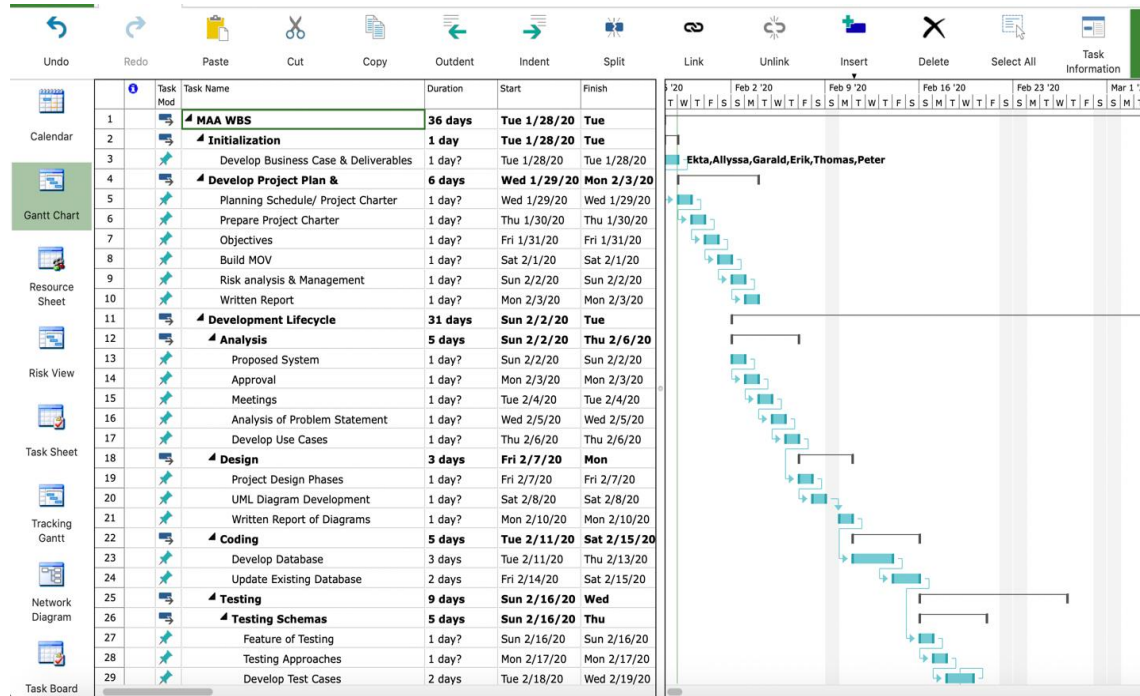 Undo Redo Paste Cut Copy Outdent Indent Split Link Unlink Insert Delete Select All Task Information
Calendar
Gantt Chart
Resource Sheet
Risk View
Task Sheet
Tracking Gantt
Network Diagram
Task Board
Task Mod Task Name Duration Start Finish '20 Feb 2 '20 Feb 9 '20 Feb 16 '20 Feb 23 '20 Mar 1 '
T W T F S S M T W T F S S M T W T F S S M T W T F S S M T W T F S S M T
1 MAA WBS 36 days Tue 1/28/20 Tue
2 Initialization 1 day Tue 1/28/20 Tue
3 Develop Business Case & Deliverables 1 day? Tue 1/28/20 Tue 1/28/20 Ekta,Allyssa,Garald,Erik,Thomas,Peter
4 Develop Project Plan & 6 days Wed 1/29/20 Mon 2/3/20
5 Planning Schedule/ Project Charter 1 day? Wed 1/29/20 Wed 1/29/20
6 Prepare Project Charter 1 day? Thu 1/30/20 Thu 1/30/20
7 Objectives 1 day? Fri 1/31/20 Fri 1/31/20
8 Build MOV 1 day? Sat 2/1/20 Sat 2/1/20
9 Risk analysis & Management 1 day? Sun 2/2/20 Sun 2/2/20
10 Written Report 1 day? Mon 2/3/20 Mon 2/3/20
11 Development Lifecycle 31 days Sun 2/2/20 Tue
12 Analysis 5 days Sun 2/2/20 Thu 2/6/20
13 Proposed System 1 day? Sun 2/2/20 Sun 2/2/20
14 Approval 1 day? Mon 2/3/20 Mon 2/3/20
15 Meetings 1 day? Tue 2/4/20 Tue 2/4/20
16 Analysis of Problem Statement 1 day? Wed 2/5/20 Wed 2/5/20
17 Develop Use Cases 1 day? Thu 2/6/20 Thu 2/6/20
18 Design 3 days Fri 2/7/20 Mon
19 Project Design Phases 1 day? Fri 2/7/20 Fri 2/7/20
20 UML Diagram Development 1 day? Sat 2/8/20 Sat 2/8/20
21 Written Report of Diagrams 1 day? Mon 2/10/20 Mon 2/10/20
22 Coding 5 days Tue 2/11/20 Sat 2/15/20
23 Develop Database 3 days Tue 2/11/20 Thu 2/13/20
24 Update Existing Database 2 days Fri 2/14/20 Sat 2/15/20
25 Testing 9 days Sun 2/16/20 Wed
26 Testing Schemas 5 days Sun 2/16/20 Thu
27 Feature of Testing 1 day? Sun 2/16/20 Sun 2/16/20
28 Testing Approaches 1 day? Mon 2/17/20 Mon 2/17/20
29 Develop Test Cases 2 days Tue 2/18/20 Wed 2/19/20